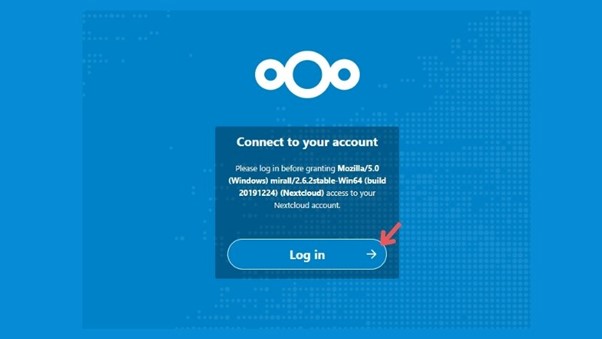 Connect to your account
Please log in before granting Mozilla/5.0
(Windows) mirall/2.6.2stable-Win64 (build
20191224) (Nextcloud) access to your
Nextcloud account.
Log in